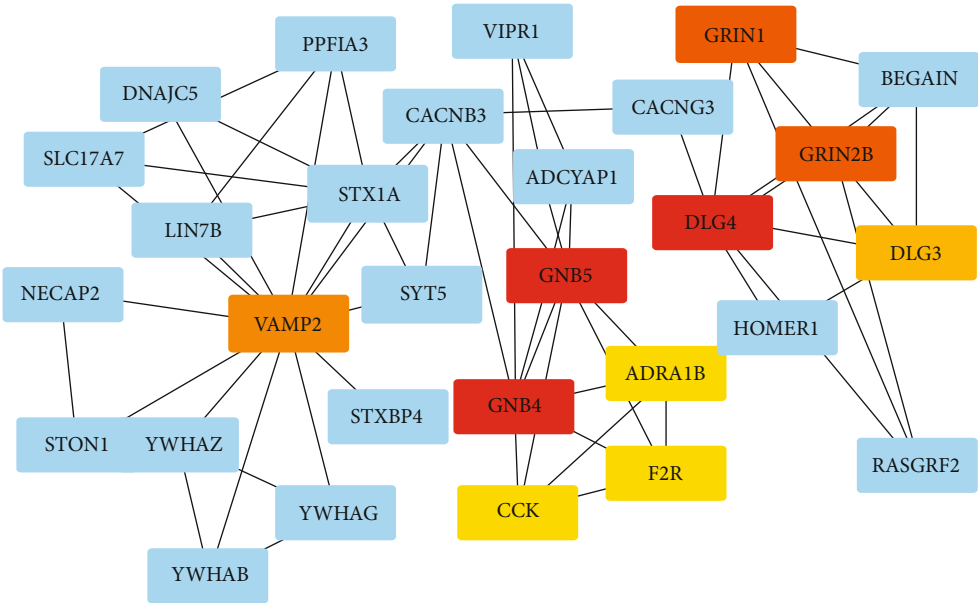 PPFIA3
VIPR1
GRIN1
BEGAIN
DNAJC5
CACNB3
CACNG3
SLC17A7
GRIN2B
ADCYAP1
STX1A
LIN7B
DLG4
DLG3
GNB5
NECAP2
SYT5
VAMP2
HOMER1
ADRA1B
GNB4
STXBP4
STON1
YWHAZ
RASGRF2
F2R
CCK
YWHAG
YWHAB